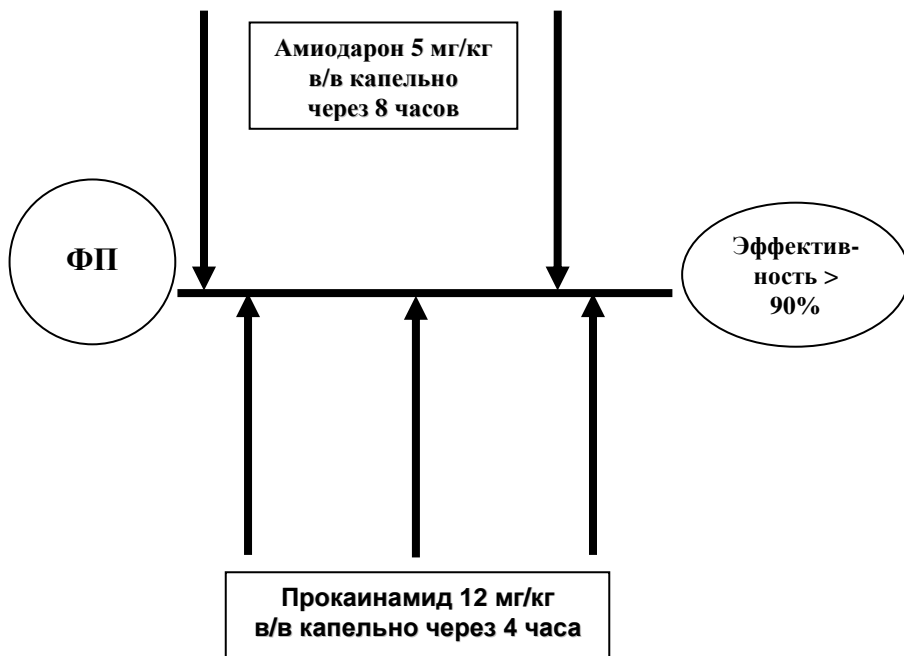 Амиодарон 5 мг/кг
в/в капельно
через 8 часов
ФП
Эффектив-
ность >
90%
Прокаинамид 12 мг/кг
в/в капельно через 4 часа